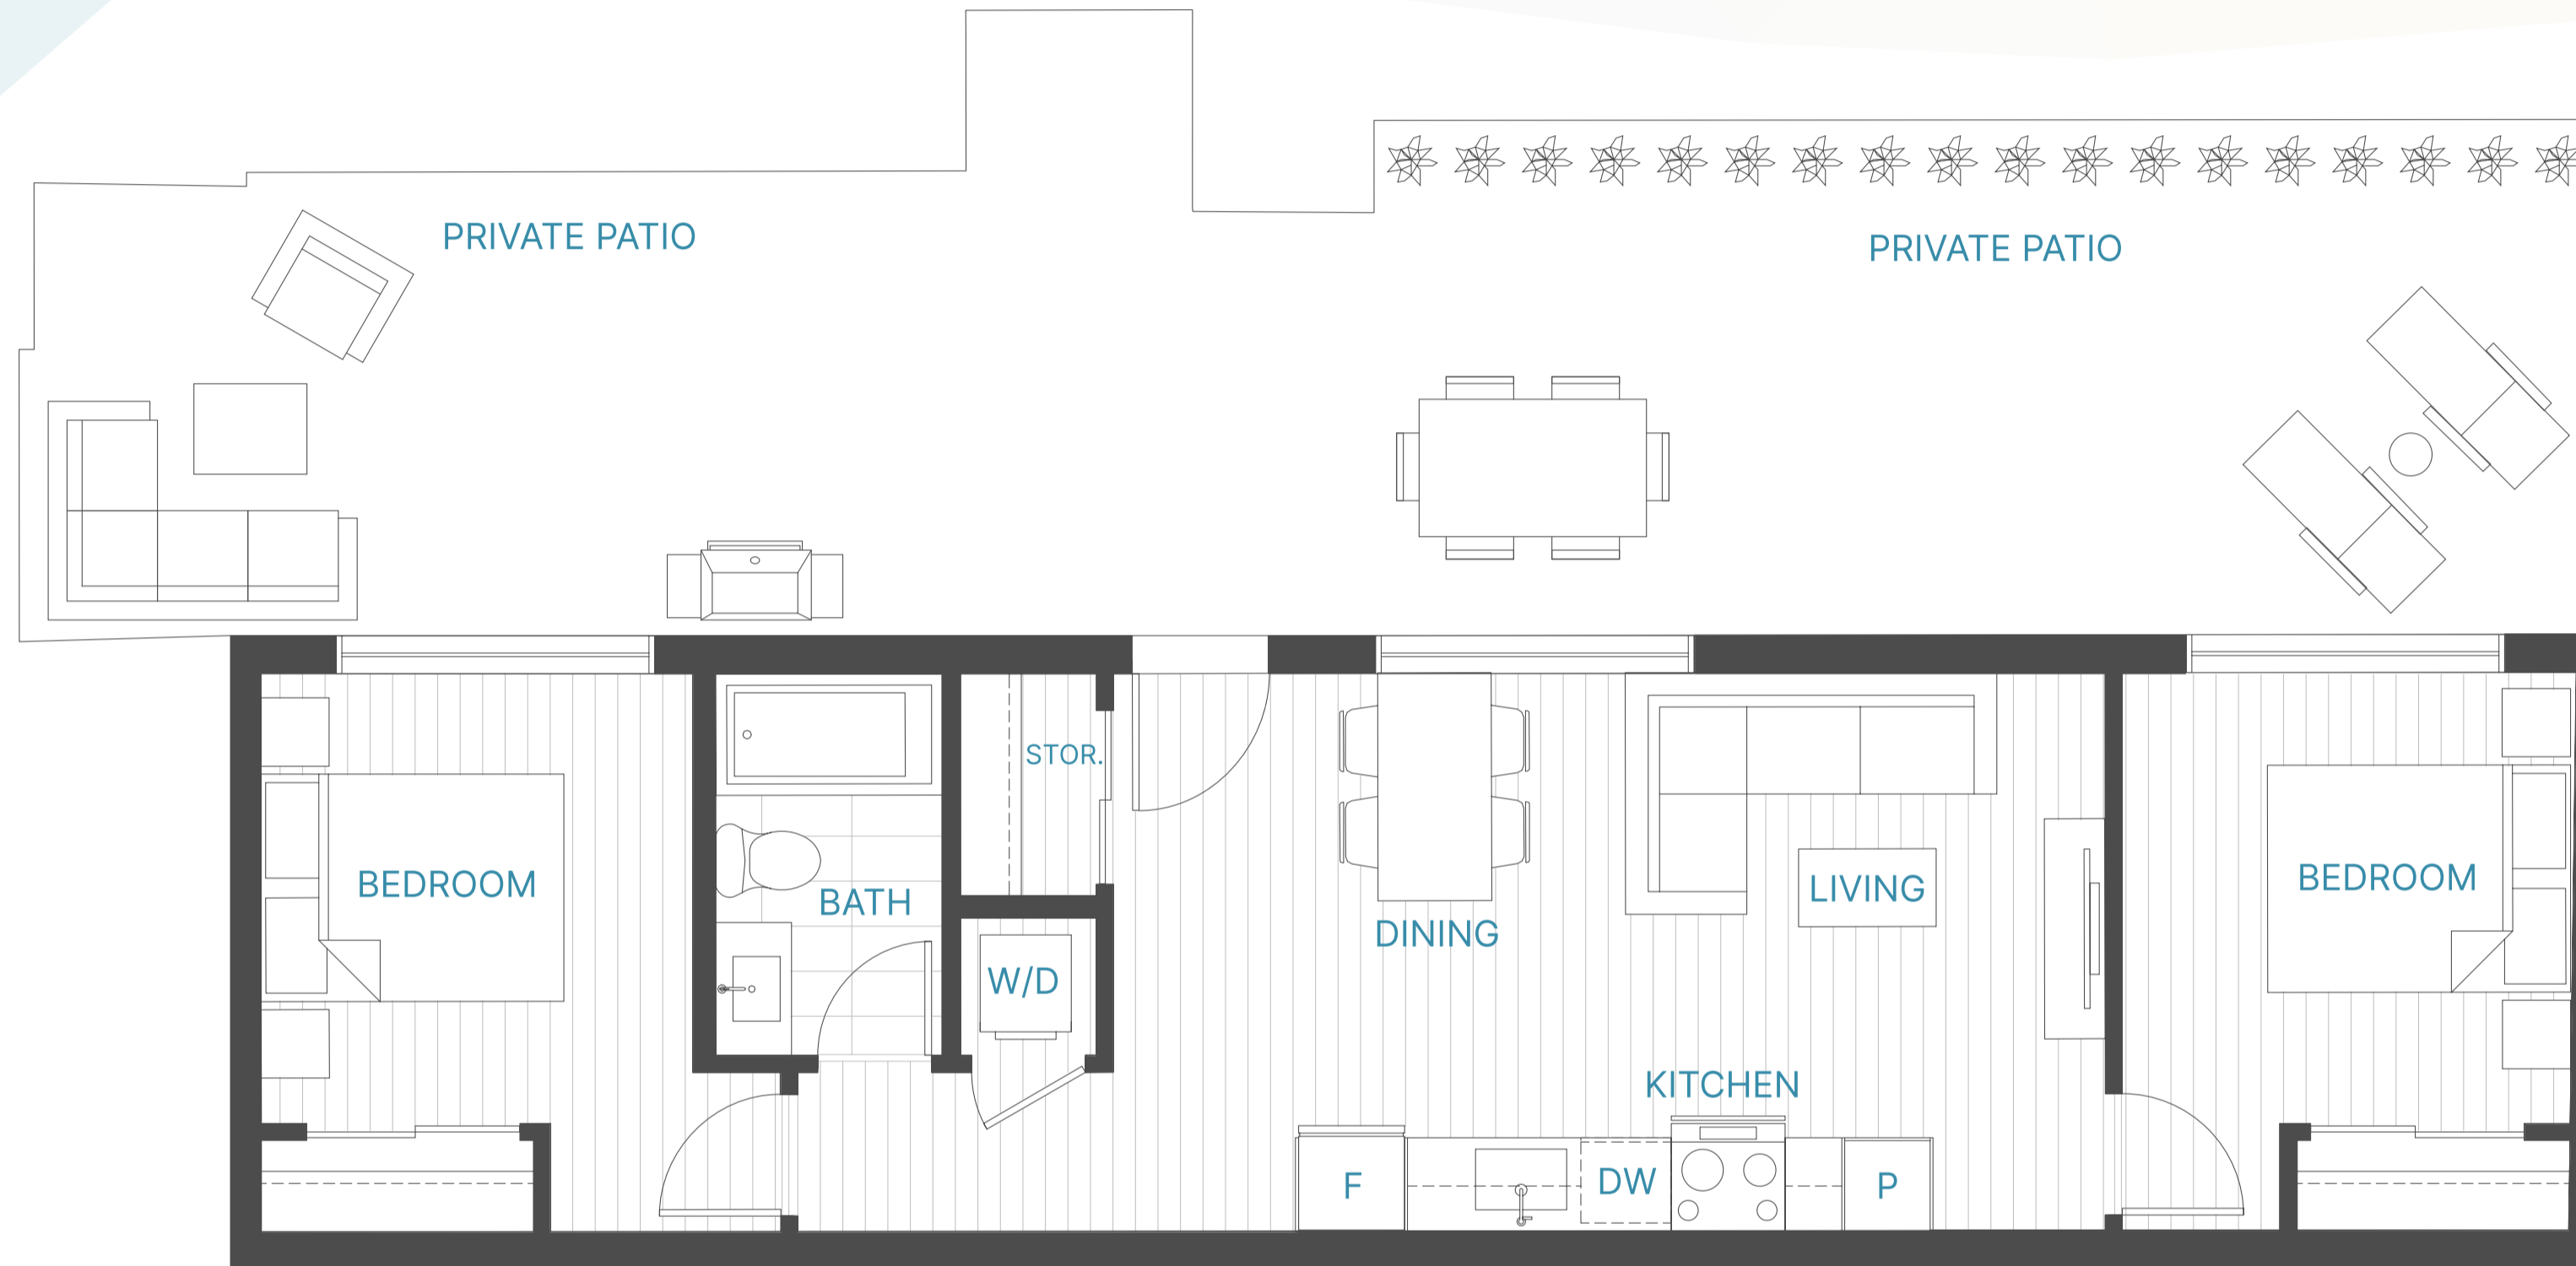 PRIVATE PATIO
PRIVATE PATIO
STOR.
BEDROOM
BATH
W/D
DINING
LIVING
BEDROOM
KITCHEN
F
DW
P